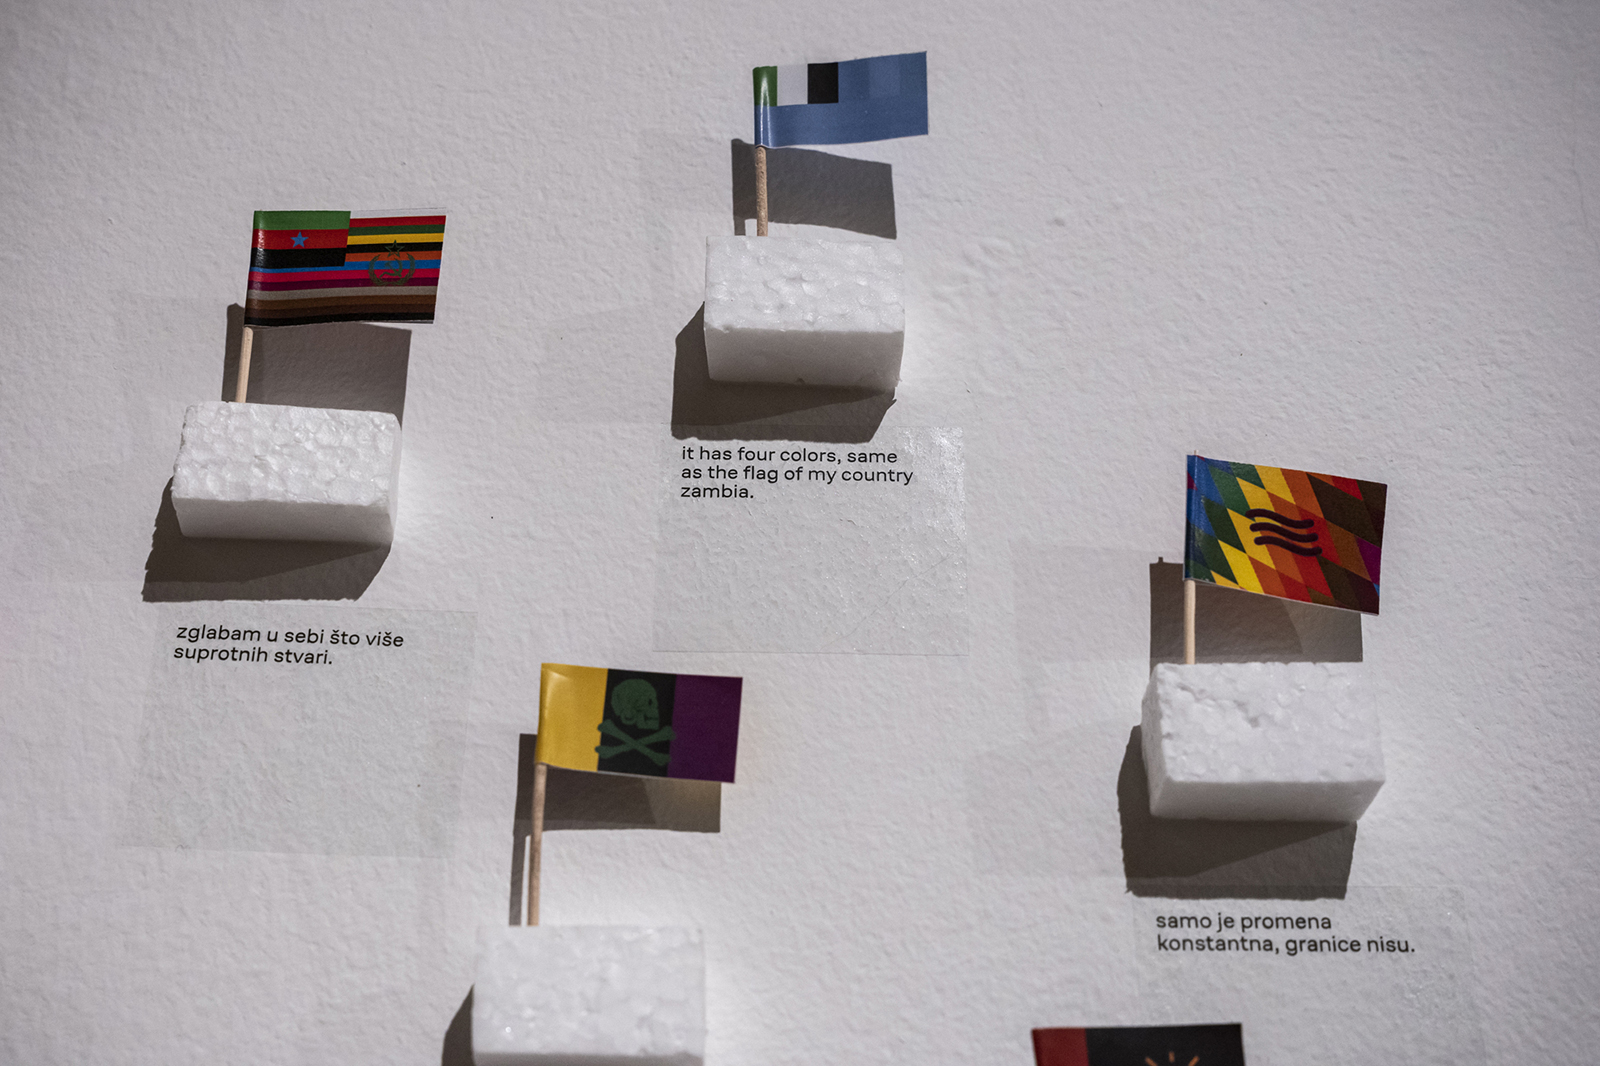 it has four colors, same
as the flag of my country
zambia.
zglabam u sebi što više
suprotnih stvari.
samo je promena
konstantna, granice nisu.